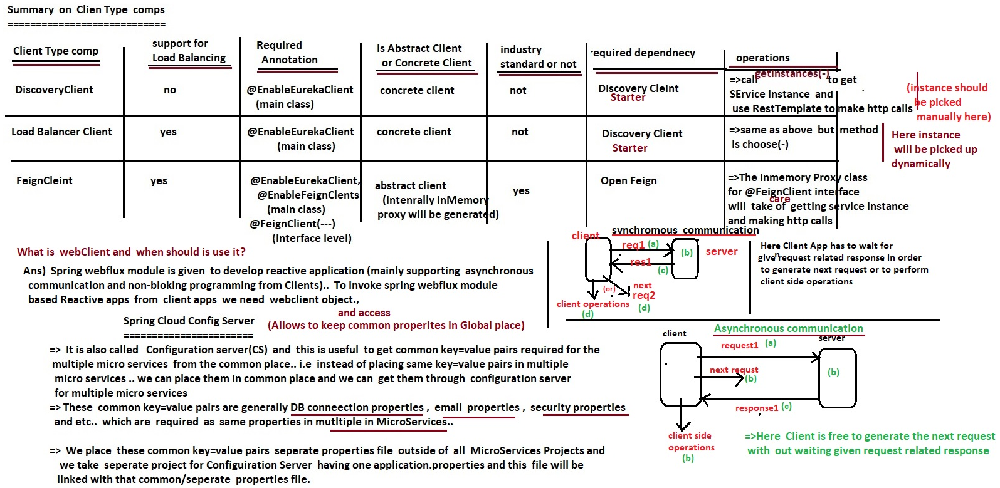 Summary on Clien Type comps
============================
Client Type comp
support for
Load Balancing
Required
Annotation
Is Abstract Client
or Concrete Client
industry
standard or not
required dependnecy
operations
DiscoveryClient
no
@EnableEurekaClient
(main class)
concrete client
not
Discovery Cleint
Starter
getInstances(-)
=>call to get
SErvice Instance and
use RestTemplate to make http calls
(instance should
be picked
manually here)
Load Balancer Client
yes
@EnableEurekaClient
(main class)
concrete client
not
Discovery Client
Starter
=>same as above but method
is choose(-)
Here instance
will be picked up
dynamically
FeignCleint
yes
@EnableEurekaClient,
@EnableFeignClents
(main class)
@FeignClient(---)
(interface level)
abstract client
(Intenrally InMemory
proxy will be generated)
yes
Open Feign
=>The Inmemory Proxy class
for @FeignClient interface
care
will take of getting service Instance
and making http calls
What is webClient and when should is use it?
Ans) Spring webflux module is given to develop reactive application (mainly supporting asynchronous
communication and non-bloking programming from Clients).. To invoke spring webflux module
based Reactive apps from client apps we need webclient object.,
synchromous communication
client
req1 (a)
(b)
server
res1
(c)
(or)
next
req2
(d)
client operations
(d)
Here Client App has to wait for
given request related response in order
to generate next request or to perform
client side operations
and access
Spring Cloud Config Server
(Allows to keep common properites in Global place)
=======================
=> It is also called Configuration server(CS) and this is useful to get common key=value pairs required for the
multiple micro services from the common place.. i.e instead of placing same key=value pairs in multiple
micro services .. we can place them in common place and we can get them through configuration server
for multiple micro services
=> These common key=value pairs are generally DB conneection properties , email properties , security properties
and etc.. which are required as same properties in mutltiple in MicroServices..
=> We place these common key=value pairs seperate properties file outside of all MicroServices Projects and
we take seperate project for Configuiration Server having one application.properties and this file will be
linked with that common/seperate properties file.
Asynchronous communication
client
server
request1 (a)
next requst
(b)
(b)
response1 (c)
client side
operations
(b)
=>Here Client is free to generate the next request
with out waiting given request related response